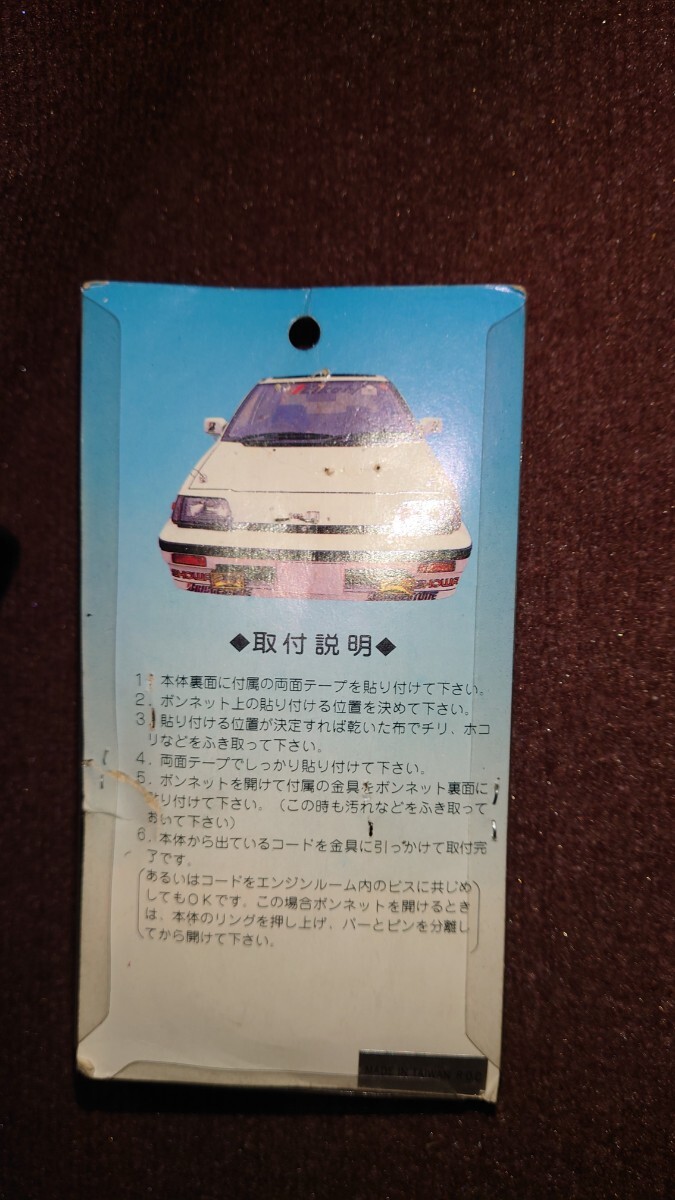 SHOWA
SHOWA
BRIDGESTONE
◆取付説明◆
1. 本体裏面に付属の両面テープを貼り付けて下さい。
2. ボンネット上の貼り付ける位置を決めて下さい。
3. 貼り付ける位置が決定すれば乾いた布でチリ、ホコ
リなどをふき取って下さい。
4. 両面テープでしっかり貼り付けて下さい。
5. ボンネットを開けて付属の金具をボンネット裏面に
貼り付けて下さい。(この時も汚れなどをふき取って
おいて下さい)
6. 本体から出ているコードを金具に引っかけて取付完
了です。
(あるいはコードをエンジンルーム内のビスに共じめ
してもOKです。この場合ボンネットを開けるとき
は、本体のリングを押し上げ、バーとピンを分離し
てから開けて下さい。)
MADE IN TAIWAN R.O.C